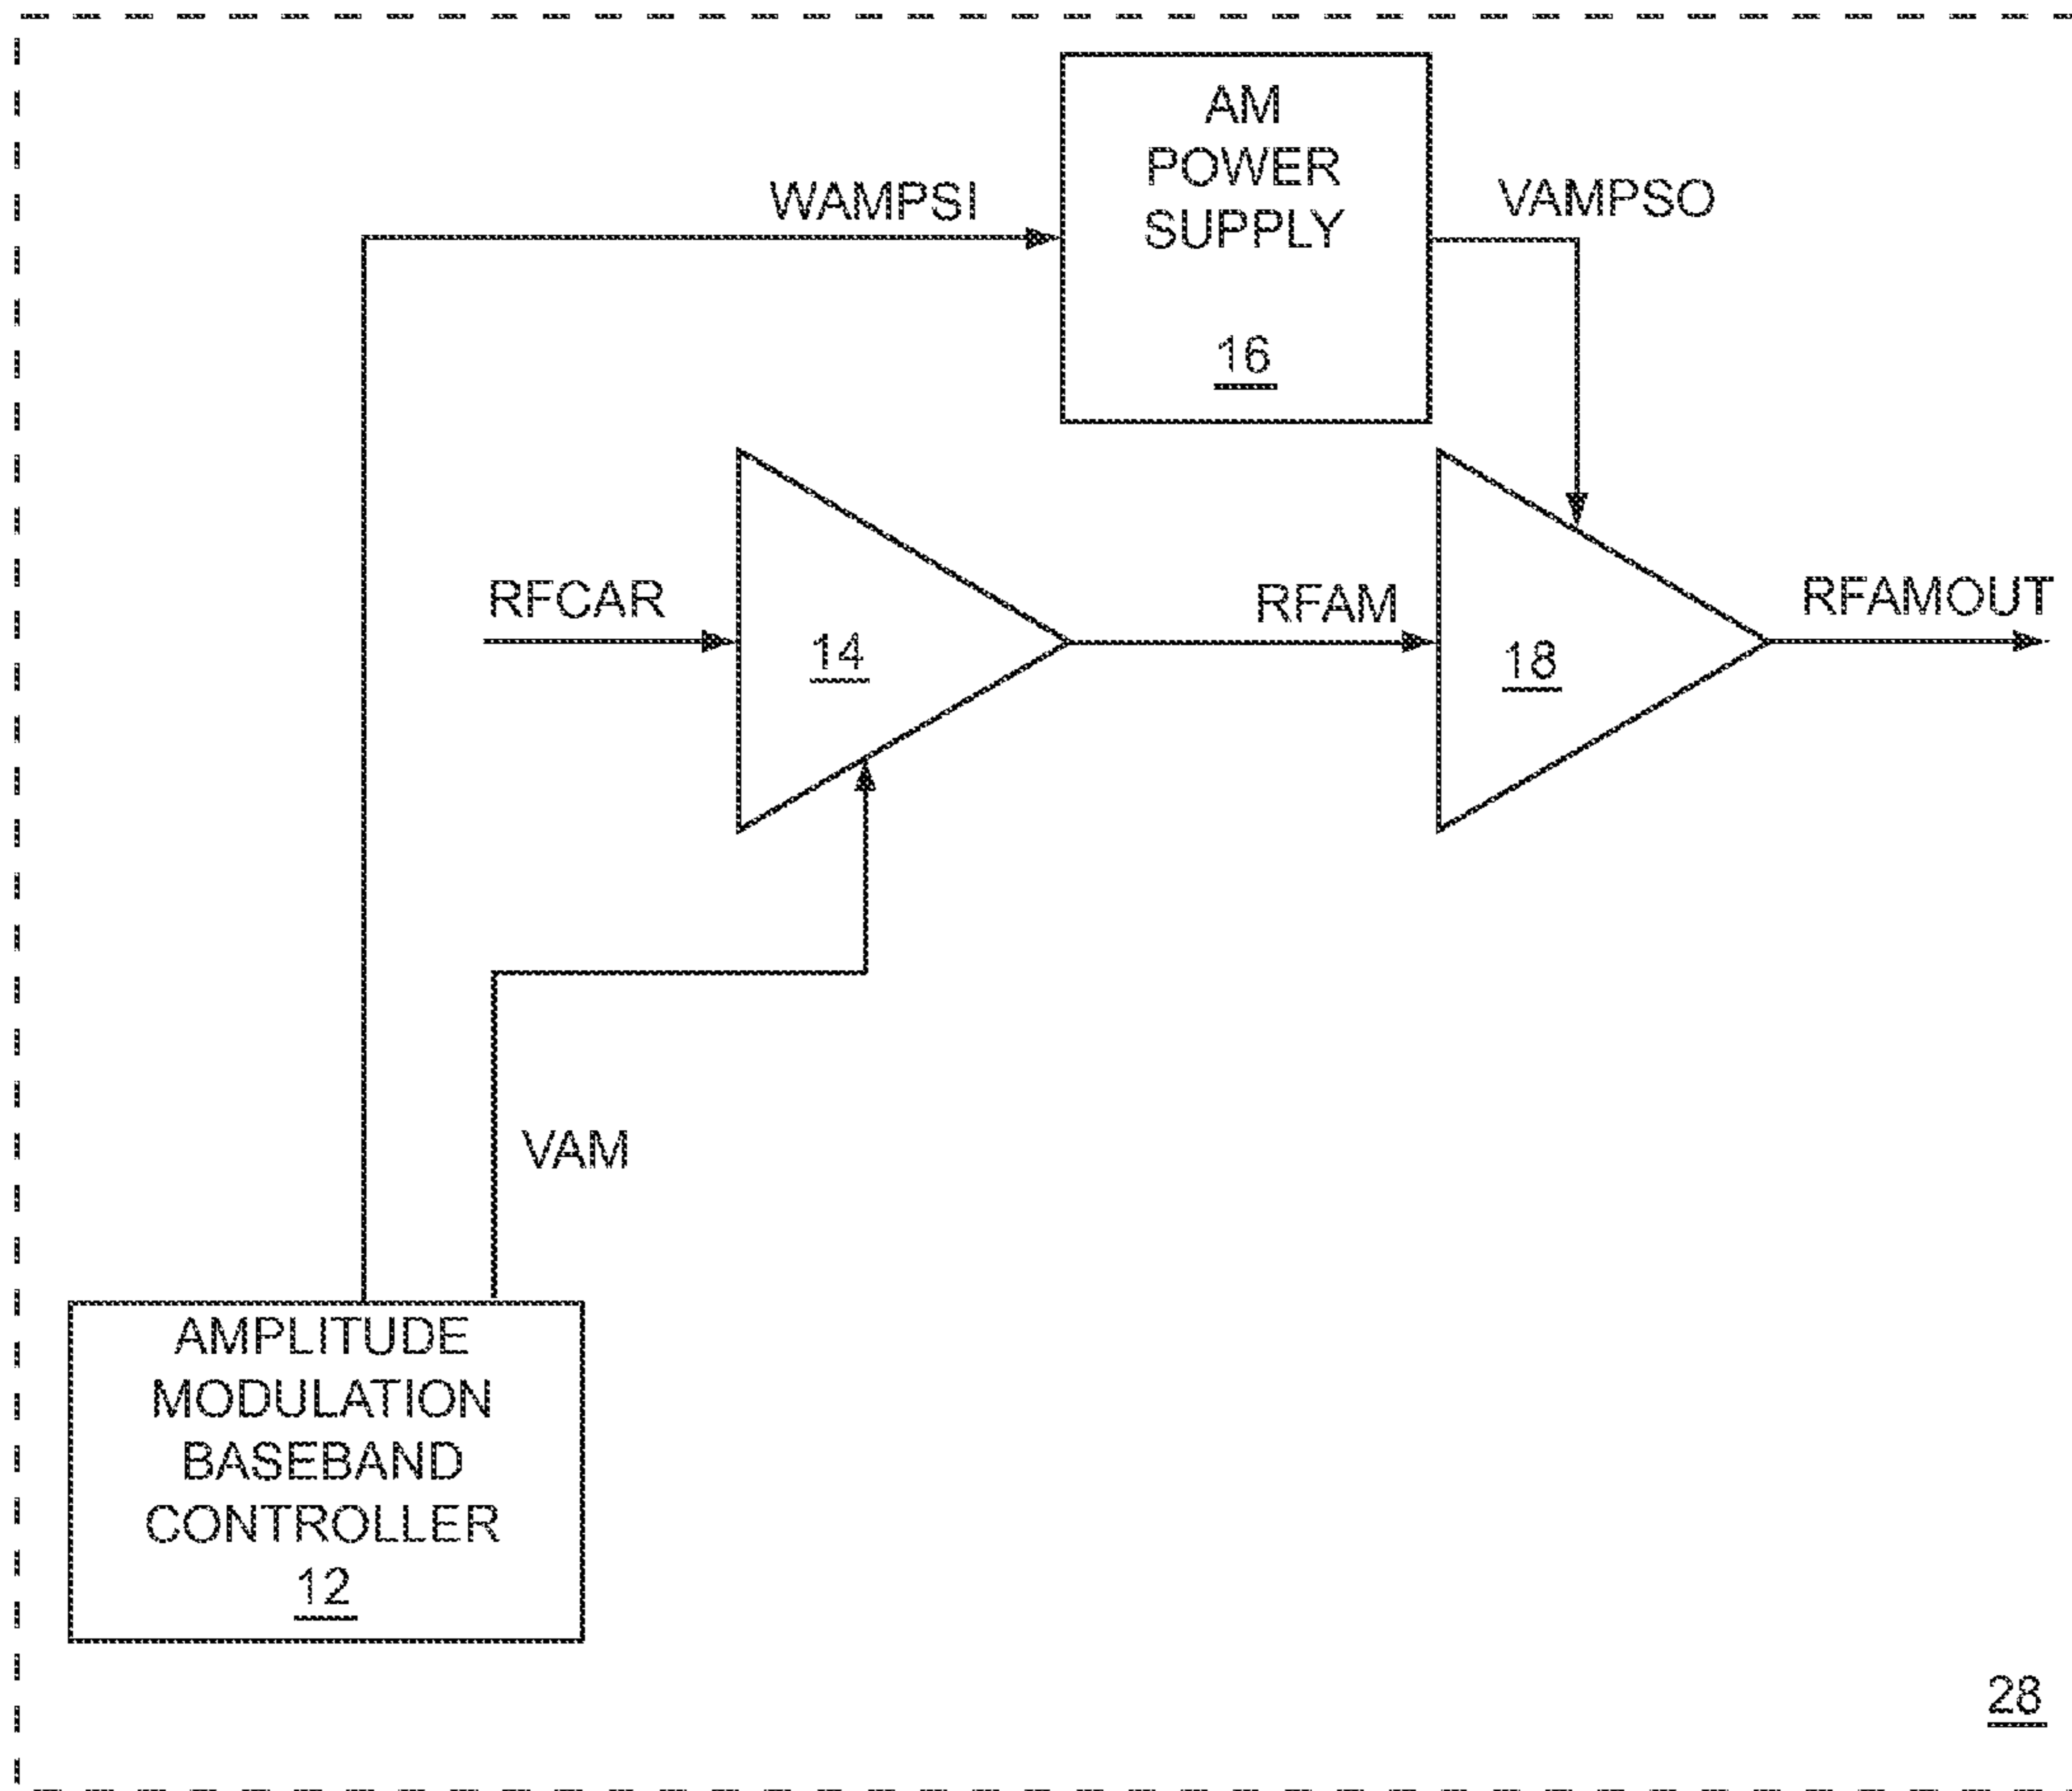 AM
POWER
SUPPLY
16
WAMPSI
VAMPSO
RFCAR
14
RFAM
18
RFAMOUT
VAM
AMPLITUDE
MODULATION
BASEBAND
CONTROLLER
12
28